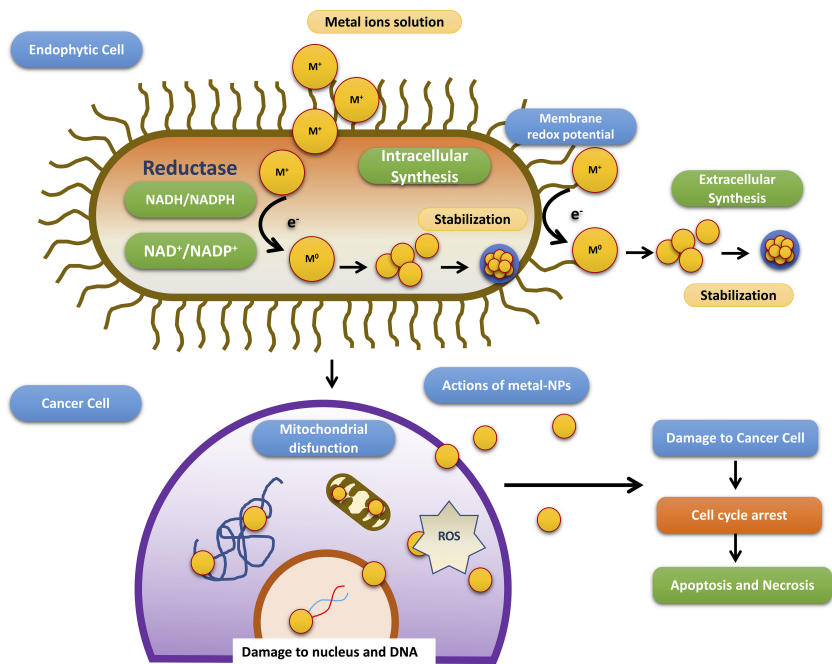 Metal ions solution
Endophytic Cell
M⁺
M⁺
M⁺
Membrane
redox potential
Reductase
M⁺
Intracellular
Synthesis
M⁺
NADH/NADPH
Extracellular
Synthesis
e⁻
Stabilization
e⁻
NAD⁺/NADP⁺
M⁰
M⁰
Stabilization
Cancer Cell
Actions of metal-NPs
Mitochondrial
disfunction
Damage to Cancer Cell
ROS
Cell cycle arrest
Apoptosis and Necrosis
Damage to nucleus and DNA